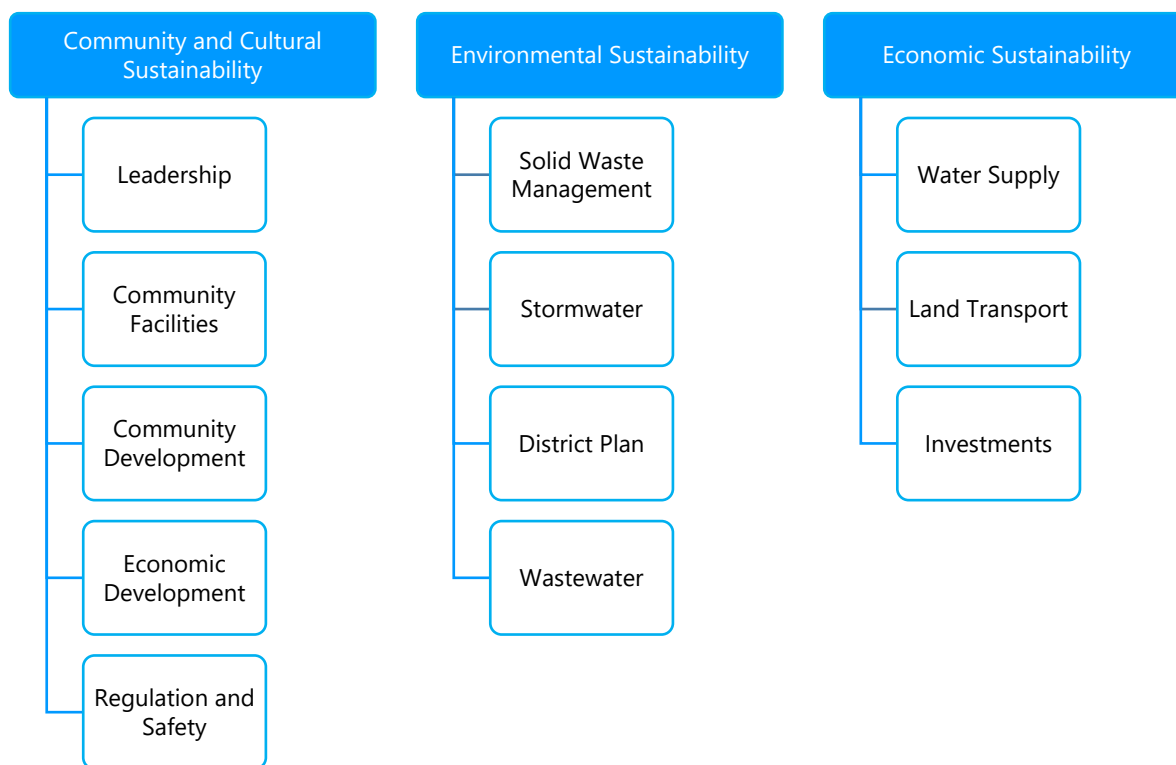 Community and Cultural
Sustainability
Leadership
Community
Facilities
Community
Development
Economic
Development
Regulation and
Safety
Environmental Sustainability
Solid Waste
Management
Stormwater
District Plan
Wastewater
Economic Sustainability
Water Supply
Land Transport
Investments